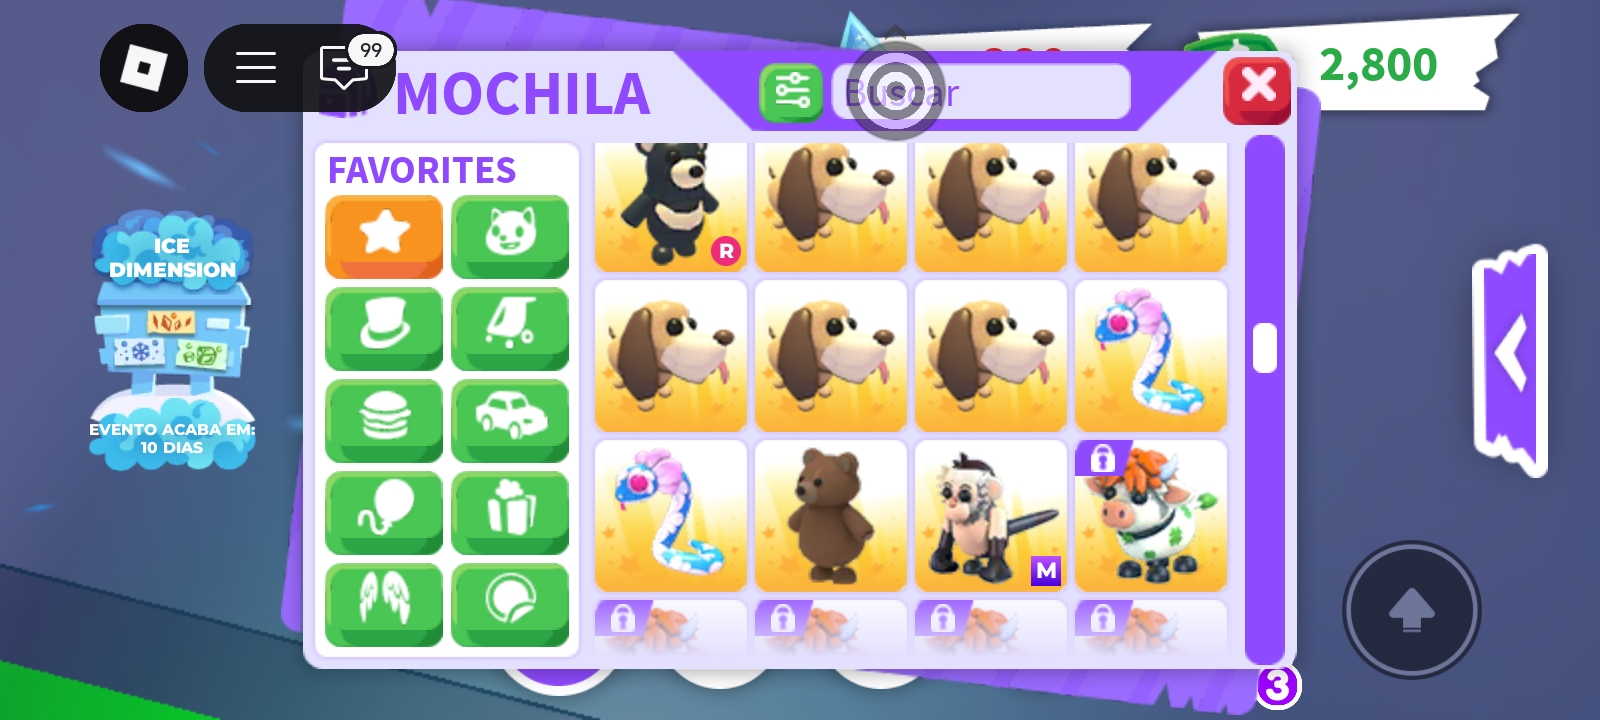 99
MOCHILA
Buscar
2,800
FAVORITES
R
ICE
DIMENSION
EVENTO ACABA EM:
10 DIAS
M
3